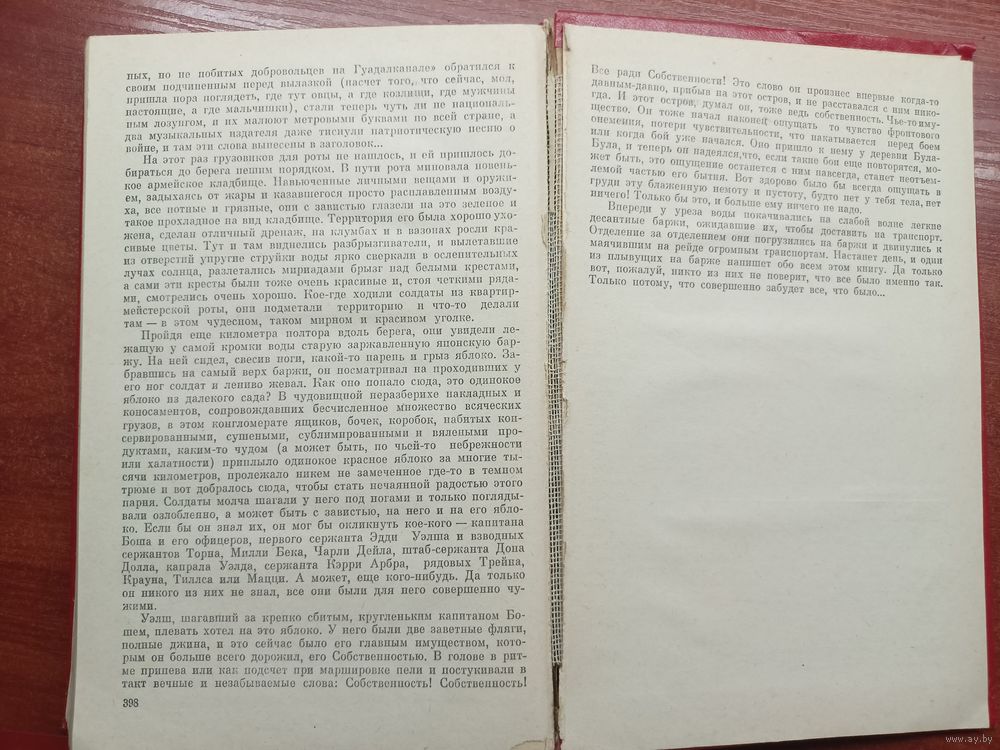 ных, но не побитых добровольцев на Гуадалканале» обратился к
своим подчиненным перед вылазкой (насчет того, что сейчас, мол,
пришла пора поглядеть, где тут овцы, а где козлищи, где мужчины
настоящие, а где мальчишки), стали теперь чуть ли не националь-
ным лозунгом, и их малюют метровыми буквами по всей стране, а
два музыкальных издателя даже тиснули патриотическую песню о
войне, и там эти слова вынесены в заголовок...
На этот раз грузовиков для роты не нашлось, и ей пришлось до-
бираться до берега пешим порядком. В пути рота миновала новень-
кое армейское кладбище. Навьюченные личными вещами и оружи-
ем, задыхаясь от жары и казавшегося просто расплавленным возду-
ха, все потные и грязные, они с завистью глазели на это зеленое и
такое прохладное на вид кладбище. Территория его была хорошо ухо-
жена, сделан отличный дренаж, на клумбах и в вазонах росли кра-
сивые цветы. Тут и там виднелись разбрызгиватели, и вылетавшие
из отверстий упругие струйки воды ярко сверкали в ослепительных
лучах солнца, разлетались мириадами брызг над белыми крестами,
а сами эти кресты были тоже очень красивые и, стоя четкими ряда-
ми, смотрелись очень хорошо. Кое-где ходили солдаты из квартир-
мейстерской роты, они подметали территорию и что-то делали
там — в этом чудесном, таком мирном и красивом уголке.
Пройдя еще километра полтора вдоль берега, они увидели ле-
жащую у самой кромки воды старую заржавленную японскую бар-
жу. На ней сидел, свесив ноги, какой-то парень и грыз яблоко. За-
бравшись на самый верх баржи, он посматривал на проходивших у
его ног солдат и лениво жевал. Как оно попало сюда, это одинокое
яблоко из далекого сада? В чудовищной неразберихе накладных и
коносаментов, сопровождавших бесчисленное множество всяческих
грузов, в этом конгломерате ящиков, бочек, коробок, набитых кон-
сервированными, сушеными, сублимированными и вялеными про-
дуктами, каким-то чудом (а может быть, по чьей-то небрежности
или халатности) приплыло одинокое красное яблоко за многие ты-
сячи километров, пролежало никем не замеченное где-то в темном
трюме и вот добралось сюда, чтобы стать нечаянной радостью этого
парня. Солдаты молча шагали у него под ногами и только погляды-
вали озлобленно, а может быть с завистью, на него и на его ябло-
ко. Если бы он знал их, он мог бы окликнуть кое-кого — капитана
Боша и его офицеров, первого сержанта Эдди Уэлша и взводных
сержантов Торна, Милли Бека, Чарли Дейла, штаб-сержанта Дона
Долла, капрала Уэлда, сержанта Кэрри Арбра, рядовых Трейна,
Крауна, Тиллса или Мацци. А может, еще кого-нибудь. Да только
он никого из них не знал, все они были для него совершенно чу-
жими.
Уэлш, шагавший за крепко сбитым, кругленьким капитаном Бо-
шем, плевать хотел на это яблоко. У него были две заветные фляги,
полные джина, и это сейчас было его главным имуществом, кото-
рым он больше всего дорожил, его Собственностью. В голове в рит-
ме припева или как подсчет при маршировке пели и постукивали в
такт вечные и незабываемые слова: Собственность! Собственность!
398
Все ради Собственности! Это слово он произнес впервые когда-то
давным-давно, прибыв на этот остров, и не расставался с ним нико-
гда. И этот остров, думал он, тоже ведь собственность. Чье-то иму-
щество. Он тоже начал наконец ощущать то чувство фронтового
онемения, потери чувствительности, что накатывается перед боем
или когда бой уже начался. Оно пришло к нему у деревни Була-
Була, и теперь он надеялся,что, если такие бои еще повторятся, мо-
жет быть, это ощущение останется с ним навсегда, станет неотъем-
лемой частью его бытия. Вот здорово было бы всегда ощущать в
груди эту блаженную немоту и пустоту, будто нет у тебя тела, нет
ничего! Только бы это, и больше ему ничего не надо.
Впереди у уреза воды покачивались на слабой волне легкие
десантные баржи, ожидавшие их, чтобы доставить на транспорт.
Отделение за отделением они погрузились на баржи и двинулись к
маячившим на рейде огромным транспортам. Настанет день, и один
из плывущих на барже напишет обо всем этом книгу. Да только
вот, пожалуй, никто из них не поверит, что все было именно так.
Только потому, что совершенно забудет все, что было...
www.ay.by